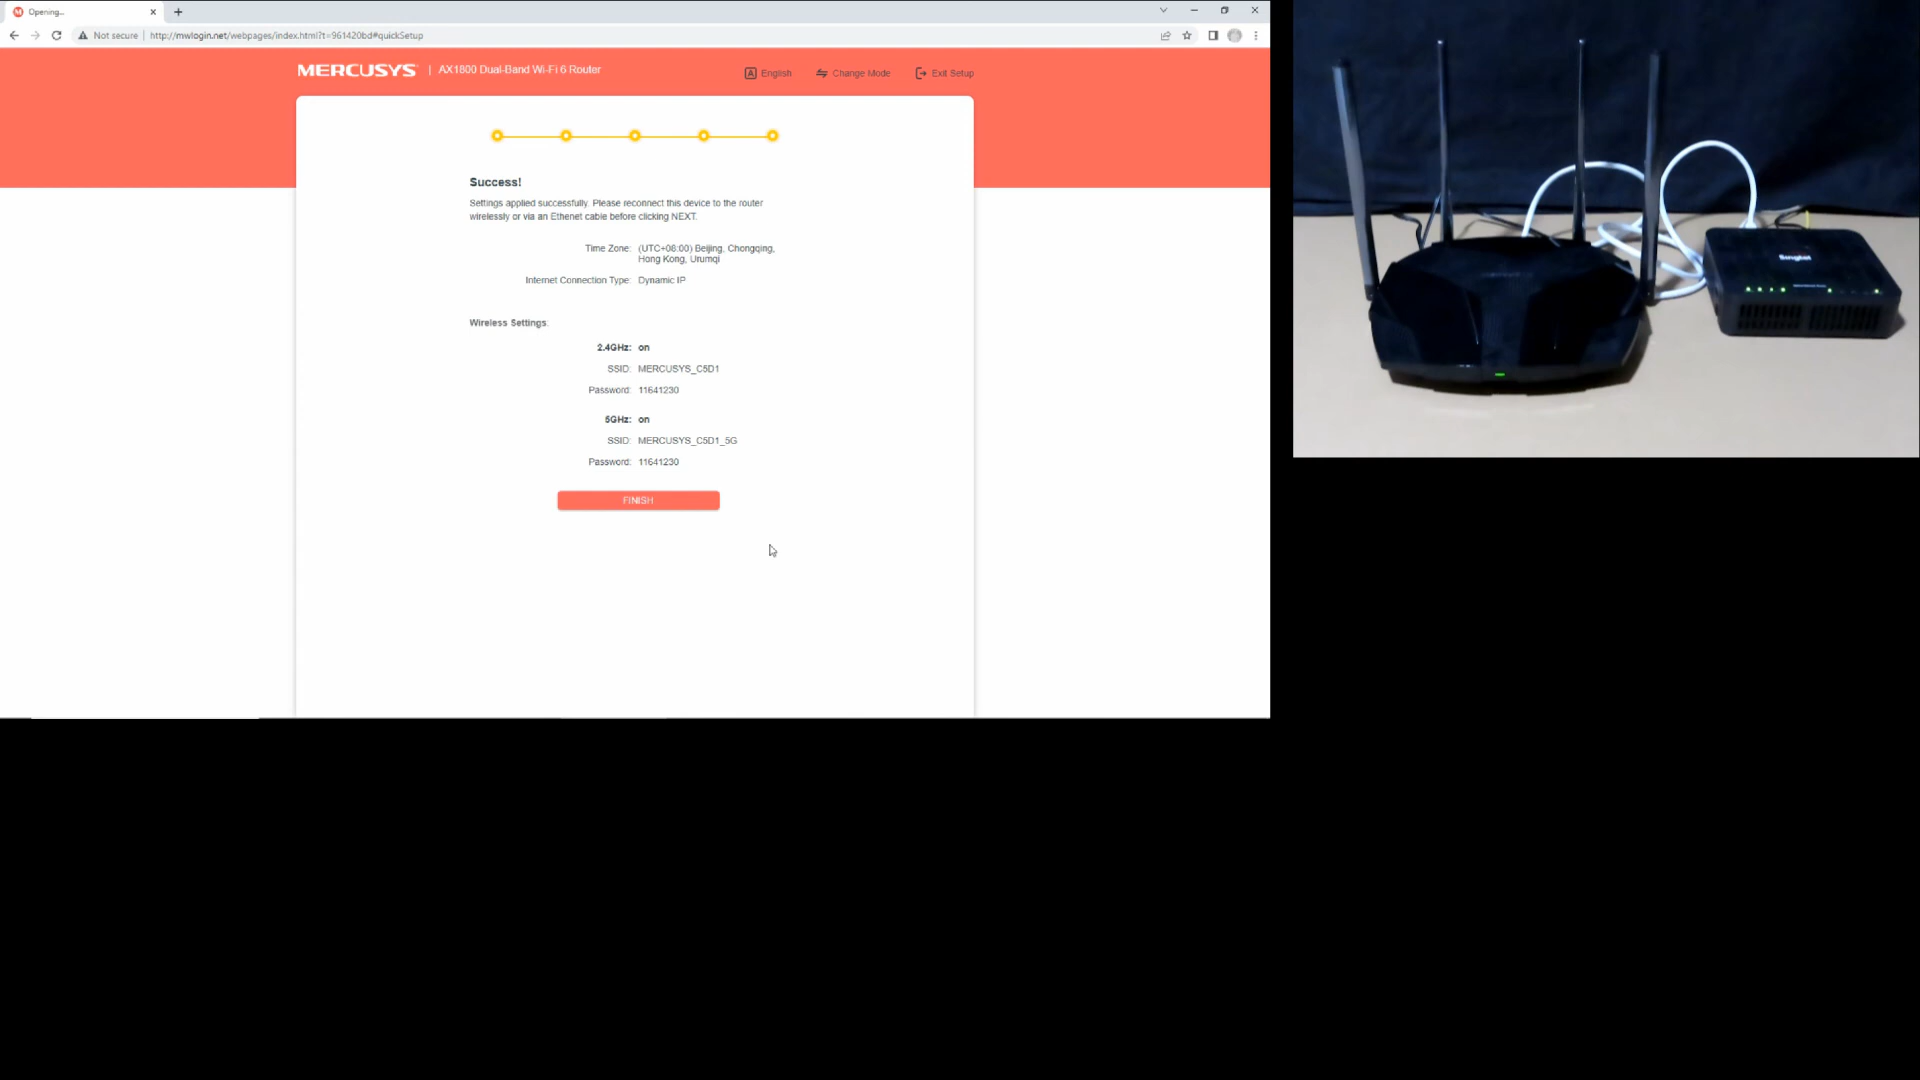 Opening...
Not secure
http://mwlogin.net/webpages/index.html?t=961420bd#quickSetup
MERCUSYS | AX1800 Dual-Band Wi-Fi 6 Router
English
Change Mode
Exit Setup
Success!
Settings applied successfully. Please reconnect this device to the router
wirelessly or via an Ethenet cable before clicking NEXT.
Time Zone: (UTC+08:00) Beijing, Chongqing,
Hong Kong, Urumqi
Internet Connection Type: Dynamic IP
Wireless Settings:
2.4GHz: on
SSID: MERCUSYS_C5D1
Password: 11641230
5GHz: on
SSID: MERCUSYS_C5D1_5G
Password: 11641230
FINISH
Singtel